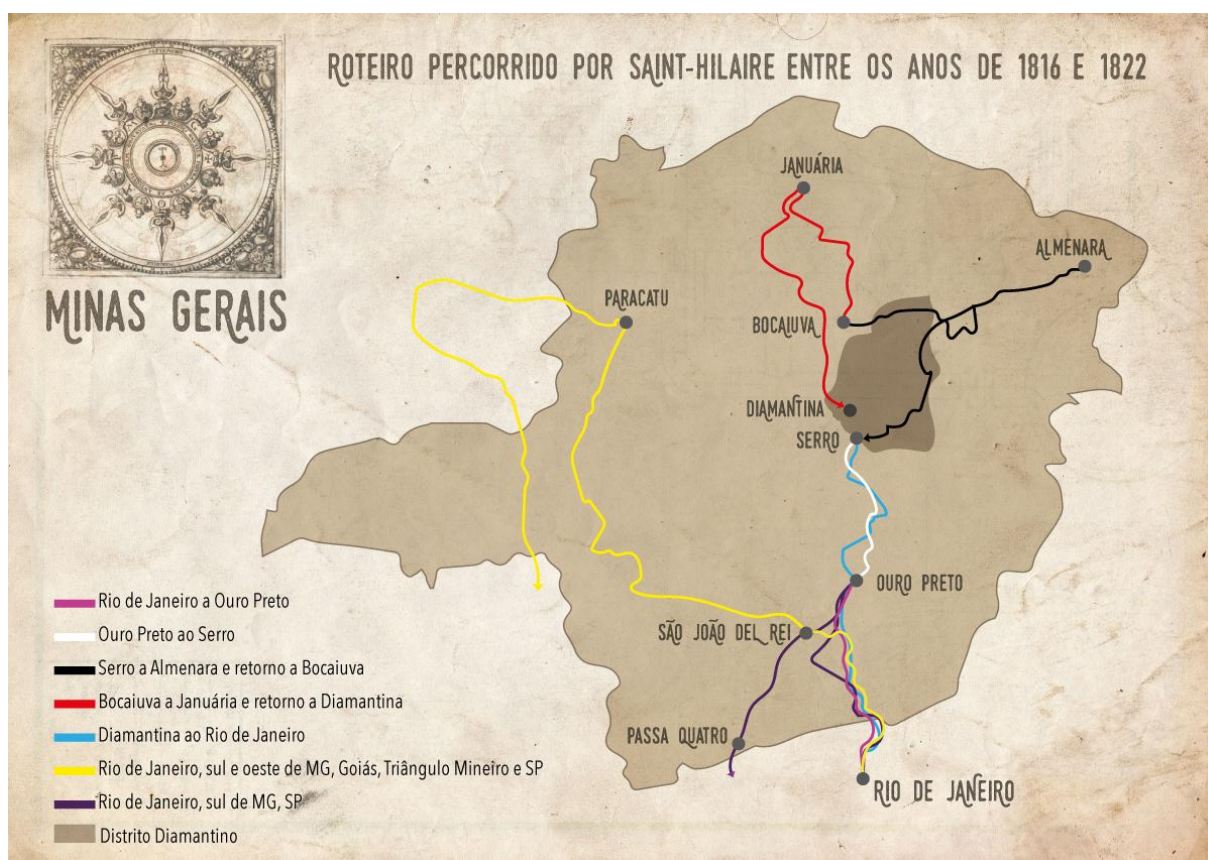 ROTEIRO PERCORRIDO POR SAINT-HILAIRE ENTRE OS ANOS DE 1816 E 1822
MINAS GERAIS
JANUÁRIA
ALMENARA
PARACATU
BOCAIUVA
DIAMANTINA
SERRO
OURO PRETO
SÃO JOÃO DEL REI
PASSA QUATRO
RIO DE JANEIRO
Rio de Janeiro a Ouro Preto
Ouro Preto ao Serro
Serro a Almenara e retorno a Bocaiuva
Bocaiuva a Januária e retorno a Diamantina
Diamantina ao Rio de Janeiro
Rio de Janeiro, sul e oeste de MG, Goiás, Triângulo Mineiro e SP
Rio de Janeiro, sul de MG, SP
Distrito Diamantino